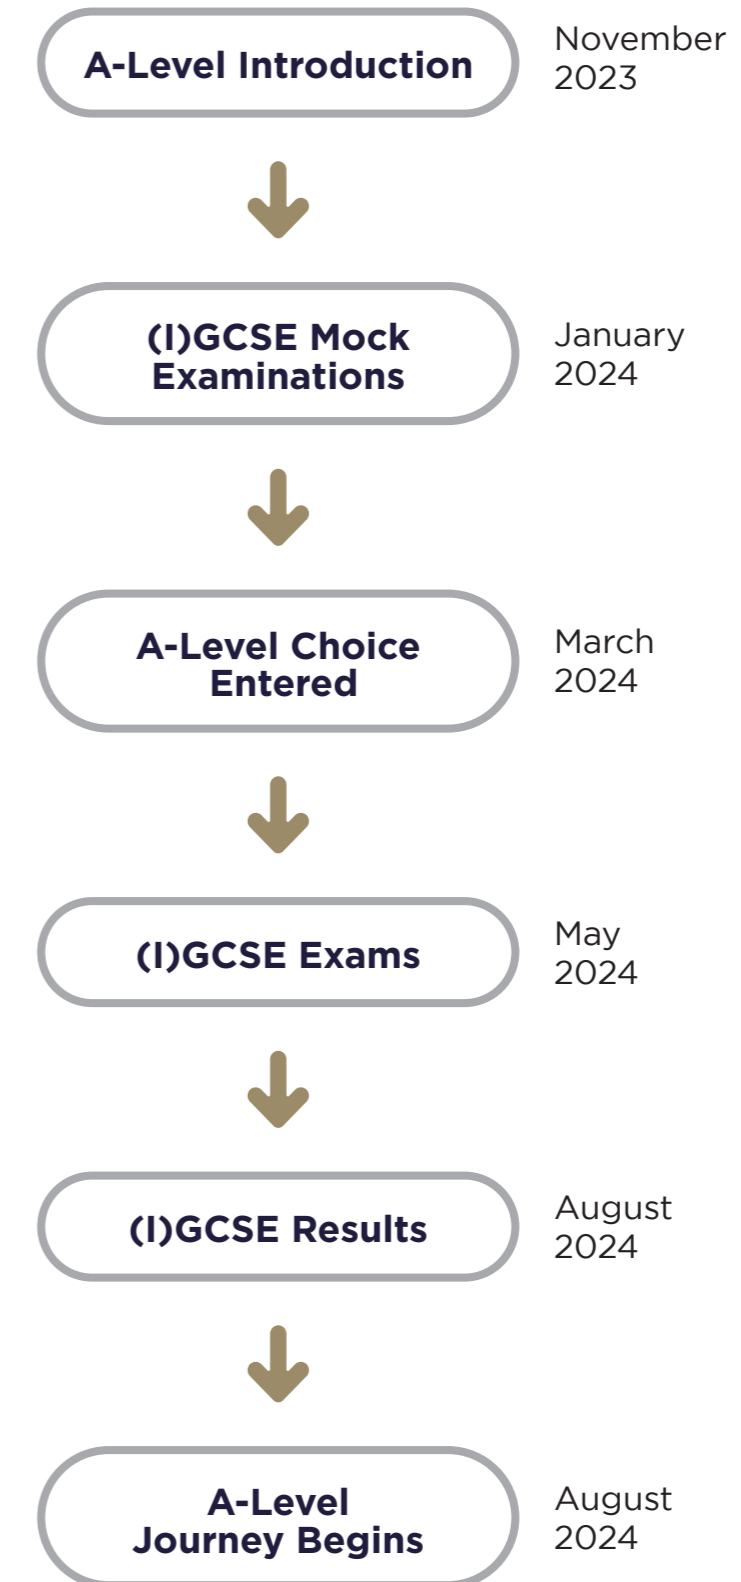 A-Level Introduction
November
2023
(I)GCSE Mock
Examinations
January
2024
A-Level Choice
Entered
March
2024
(I)GCSE Exams
May
2024
(I)GCSE Results
August
2024
A-Level
Journey Begins
August
2024